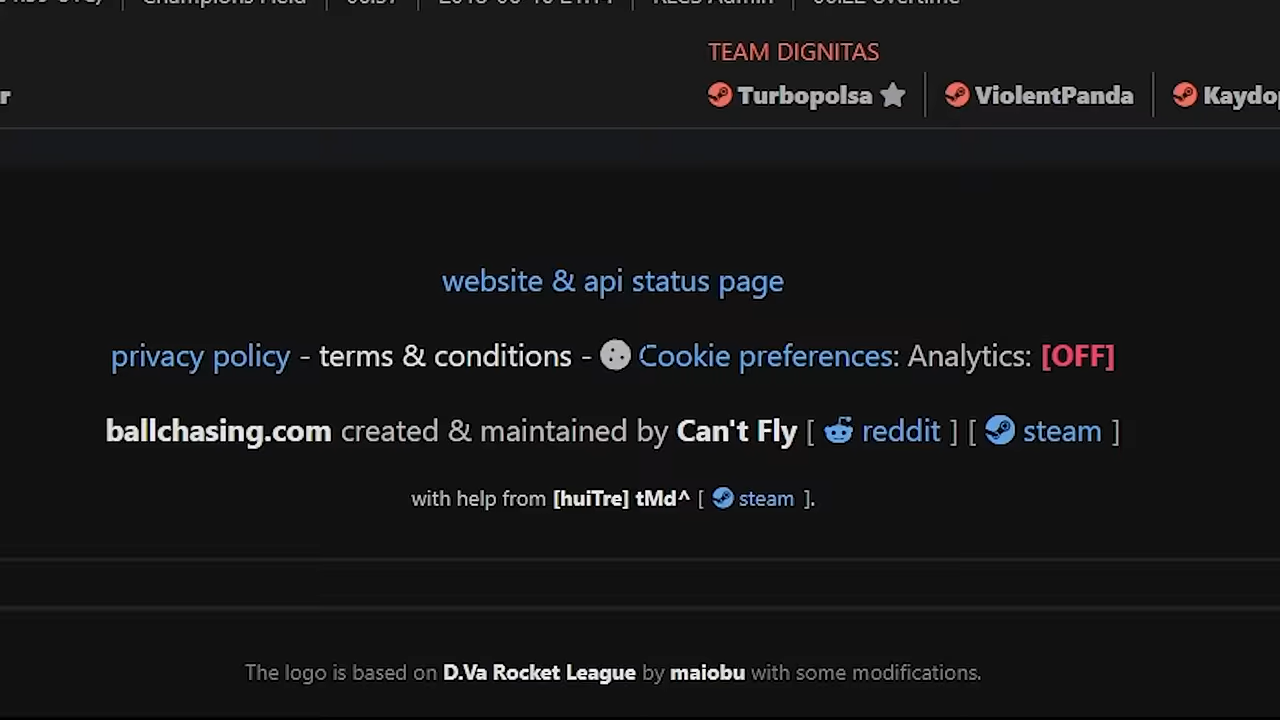 TEAM DIGNITAS
r Turbopolsa ViolentPanda Kaydop
website & api status page
privacy policy - terms & conditions - Cookie preferences: Analytics: [OFF]
ballchasing.com created & maintained by Can't Fly [ reddit ] [ steam ]
with help from [huiTre] tMd^ [ steam ].
The logo is based on D.Va Rocket League by maiobu with some modifications.